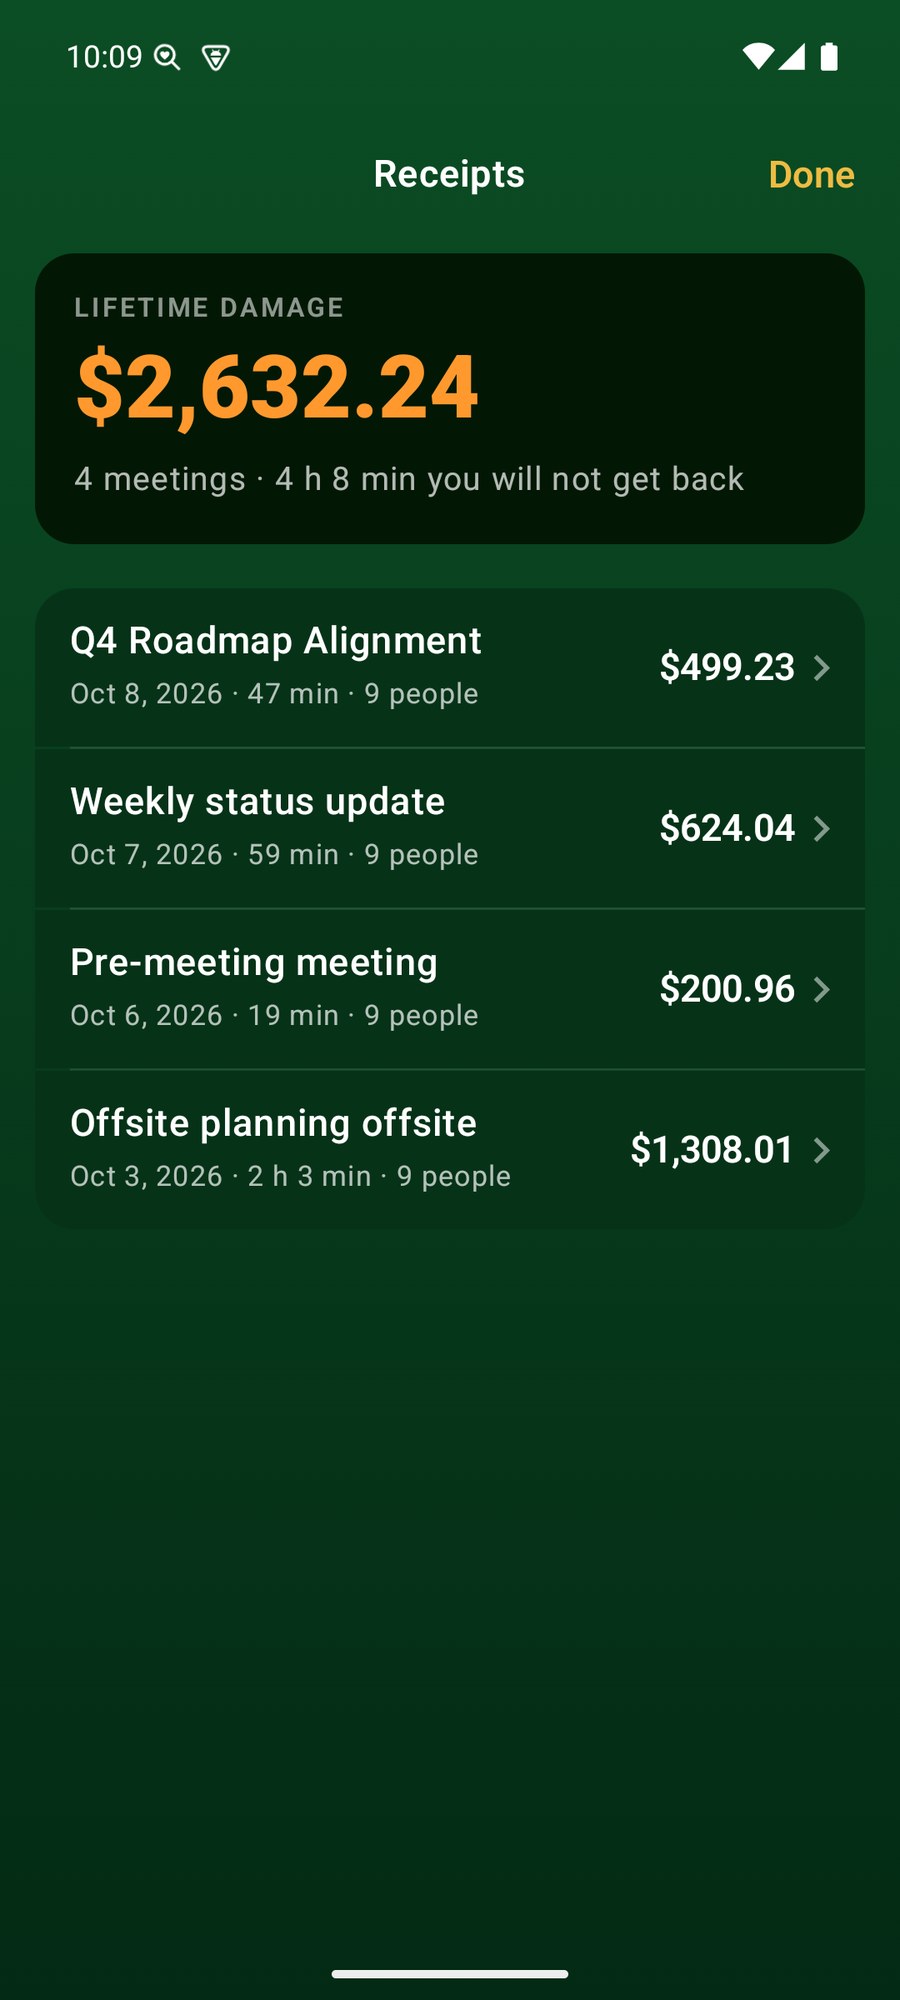 10:09
Receipts
Done
LIFETIME DAMAGE
$2,632.24
4 meetings · 4 h 8 min you will not get back
Q4 Roadmap Alignment
Oct 8, 2026 · 47 min · 9 people
$499.23
Weekly status update
Oct 7, 2026 · 59 min · 9 people
$624.04
Pre-meeting meeting
Oct 6, 2026 · 19 min · 9 people
$200.96
Offsite planning offsite
Oct 3, 2026 · 2 h 3 min · 9 people
$1,308.01